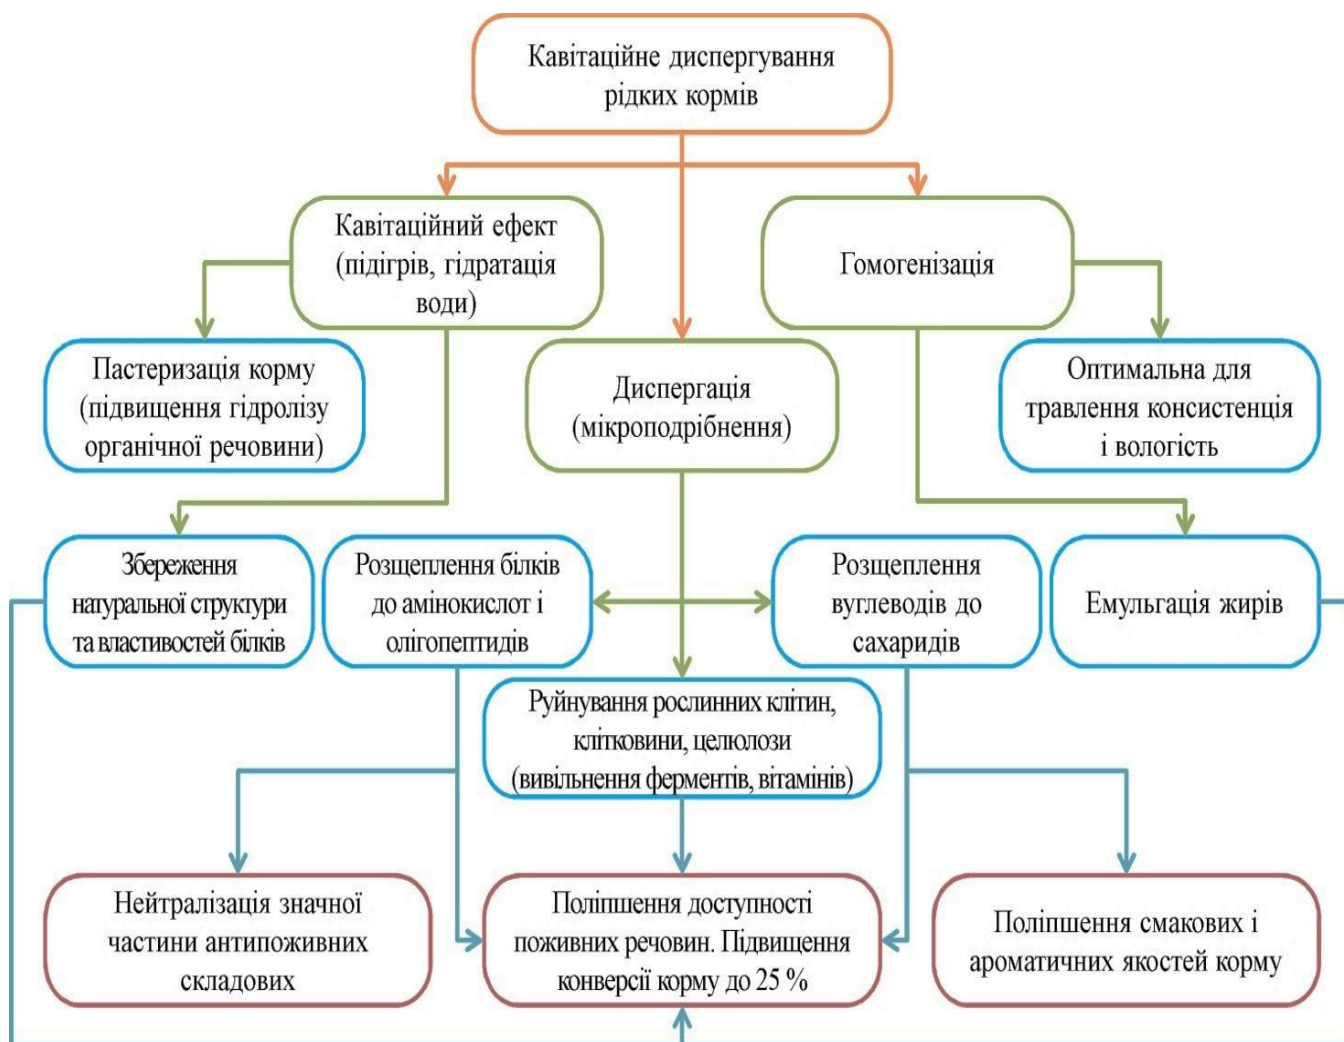 Кавітаційне диспергування
рідких кормів
Кавітаційний ефект
(підігрів, гідратація
води)
Гомогенізація
Пастеризація корму
(підвищення гідролізу
органічної речовини)
Диспергація
(мікроподрібнення)
Оптимальна для
травлення консистенція
і вологість
Збереження
натуральної структури
та властивостей білків
Розщеплення білків
до амінокислот і
олігопептидів
Розщеплення
вуглеводів до
сахаридів
Емульгація жирів
Руйнування рослинних клітин,
клітковини, целюлози
(вивільнення ферментів, вітамінів)
Нейтралізація значної
частини антипоживних
складових
Поліпшення доступності
поживних речовин. Підвищення
конверсії корму до 25 %
Поліпшення смакових і
ароматичних якостей корму